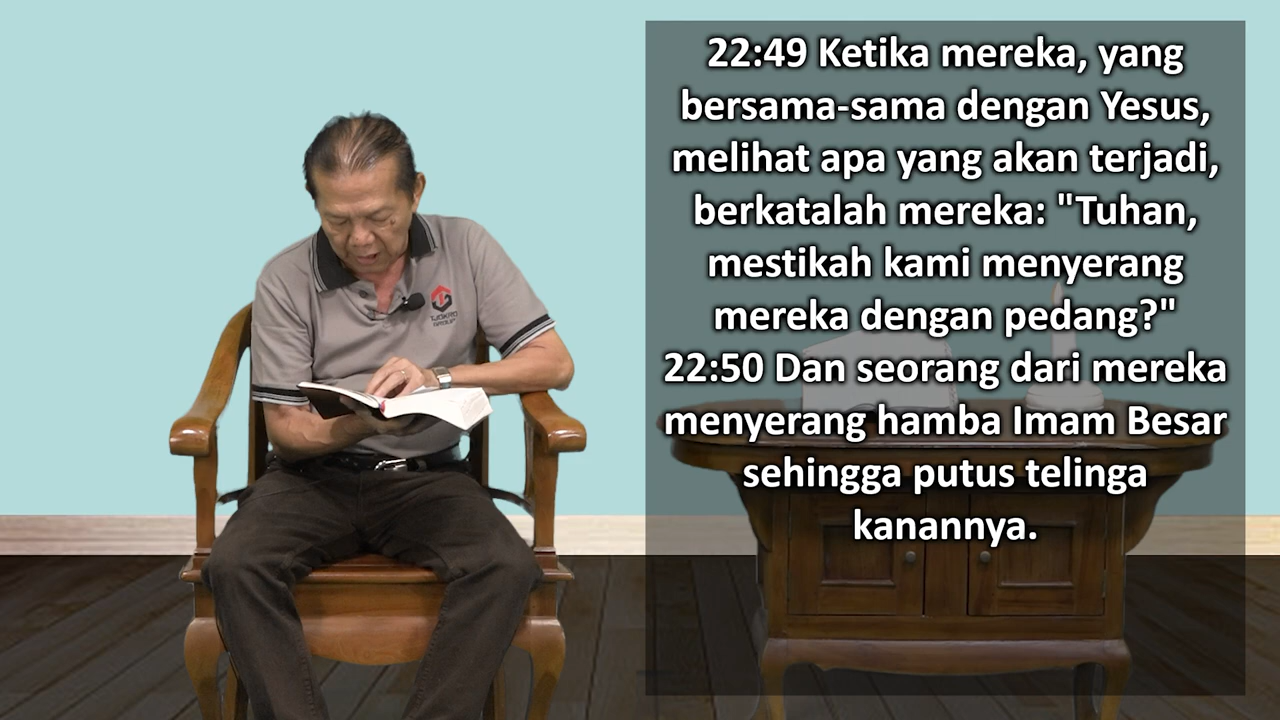 22:49 Ketika mereka, yang
bersama-sama dengan Yesus,
melihat apa yang akan terjadi,
berkatalah mereka: "Tuhan,
mestikah kami menyerang
mereka dengan pedang?"
22:50 Dan seorang dari mereka
menyerang hamba Imam Besar
sehingga putus telinga
kanannya.